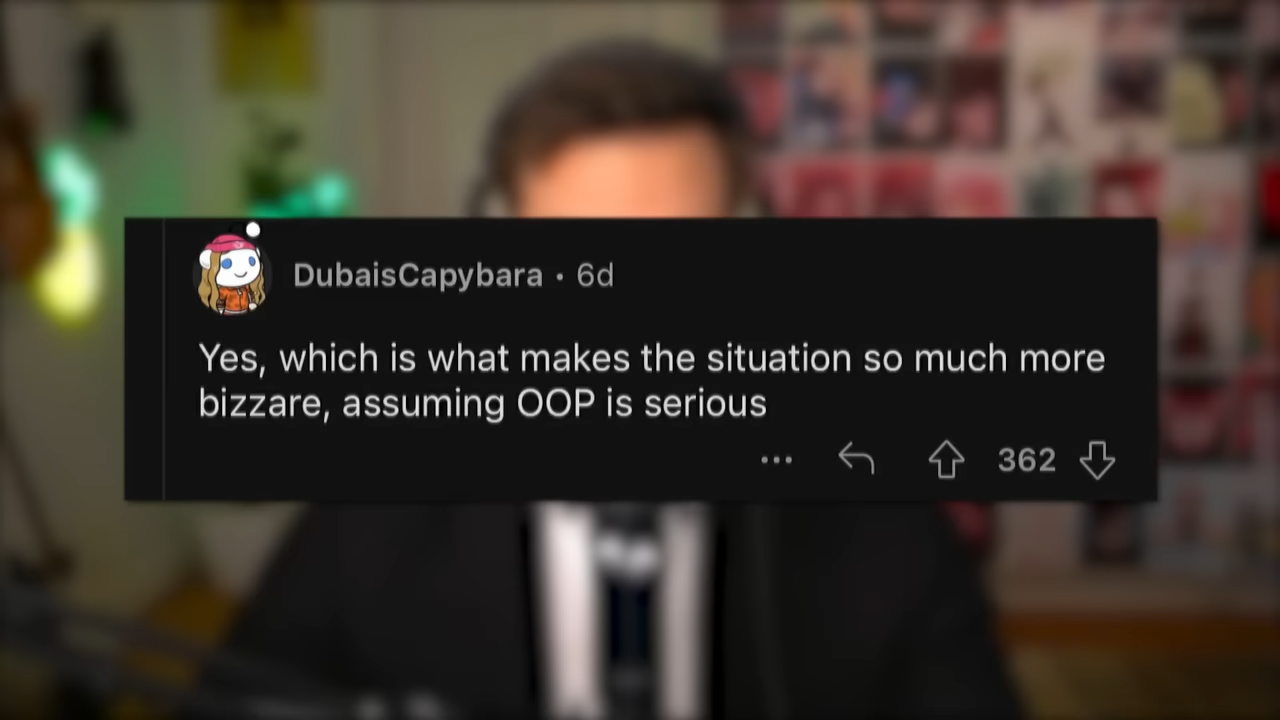 DubaisCapybara • 6d
Yes, which is what makes the situation so much more
bizzare, assuming OOP is serious
362